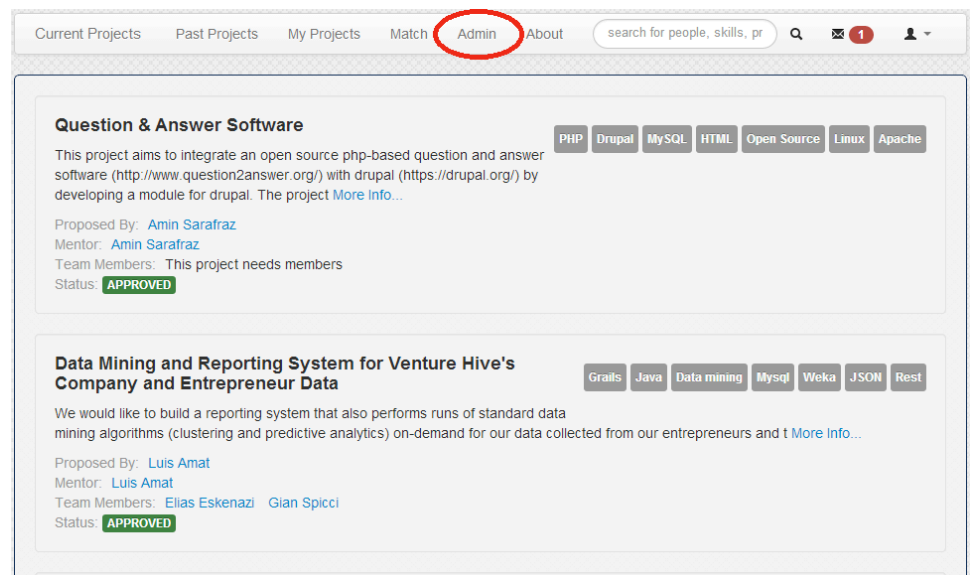 Current Projects Past Projects My Projects Match Admin About search for people, skills, pr 1
Question & Answer Software
PHP Drupal MySQL HTML Open Source Linux Apache
This project aims to integrate an open source php-based question and answer
software (http://www.question2answer.org/) with drupal (https://drupal.org/) by
developing a module for drupal. The project More Info...
Proposed By: Amin Sarafraz
Mentor: Amin Sarafraz
Team Members: This project needs members
Status: APPROVED
Data Mining and Reporting System for Venture Hive's
Company and Entrepreneur Data
Grails Java Data mining Mysql Weka JSON Rest
We would like to build a reporting system that also performs runs of standard data
mining algorithms (clustering and predictive analytics) on-demand for our data collected from our entrepreneurs and t More Info...
Proposed By: Luis Amat
Mentor: Luis Amat
Team Members: Elias Eskenazi Gian Spicci
Status: APPROVED